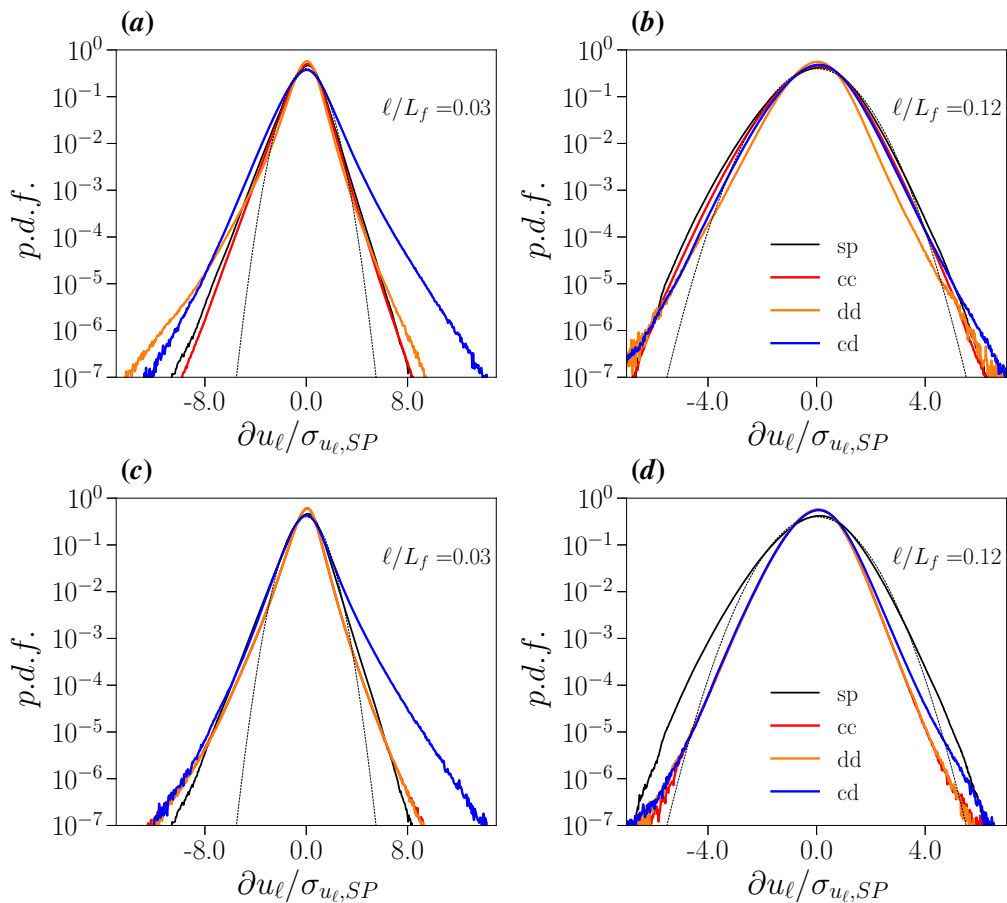 (a)
p.d.f.
10^0
10^-1
10^-2
10^-3
10^-4
10^-5
10^-6
10^-7
ℓ/L_f =0.03
-8.0 0.0 8.0
∂u_ℓ/σ_{u_ℓ,SP}
(b)
p.d.f.
10^0
10^-1
10^-2
10^-3
10^-4
10^-5
10^-6
10^-7
ℓ/L_f =0.12
sp
cc
dd
cd
-4.0 0.0 4.0
∂u_ℓ/σ_{u_ℓ,SP}
(c)
p.d.f.
10^0
10^-1
10^-2
10^-3
10^-4
10^-5
10^-6
10^-7
ℓ/L_f =0.03
-8.0 0.0 8.0
∂u_ℓ/σ_{u_ℓ,SP}
(d)
p.d.f.
10^0
10^-1
10^-2
10^-3
10^-4
10^-5
10^-6
10^-7
ℓ/L_f =0.12
sp
cc
dd
cd
-4.0 0.0 4.0
∂u_ℓ/σ_{u_ℓ,SP}